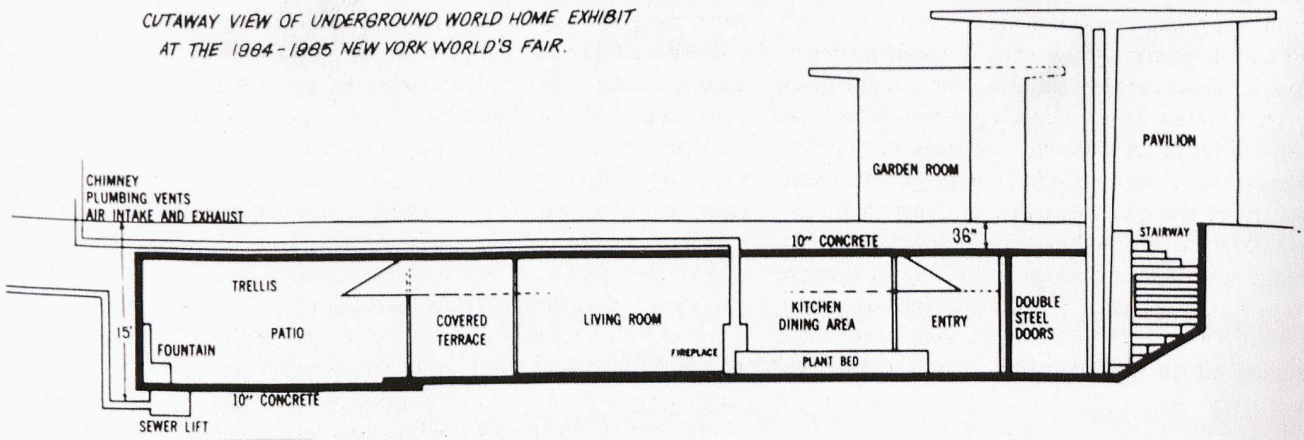 CUTAWAY VIEW OF UNDERGROUND WORLD HOME EXHIBIT
AT THE 1984-1985 NEW YORK WORLD'S FAIR.
PAVILION
GARDEN ROOM
CHIMNEY
PLUMBING VENTS
AIR INTAKE AND EXHAUST
STAIRWAY
10" CONCRETE
36"
TRELLIS
PATIO
FOUNTAIN
15'
COVERED
TERRACE
LIVING ROOM
FIREPLACE
KITCHEN
DINING AREA
PLANT BED
ENTRY
DOUBLE
STEEL
DOORS
10" CONCRETE
SEWER LIFT